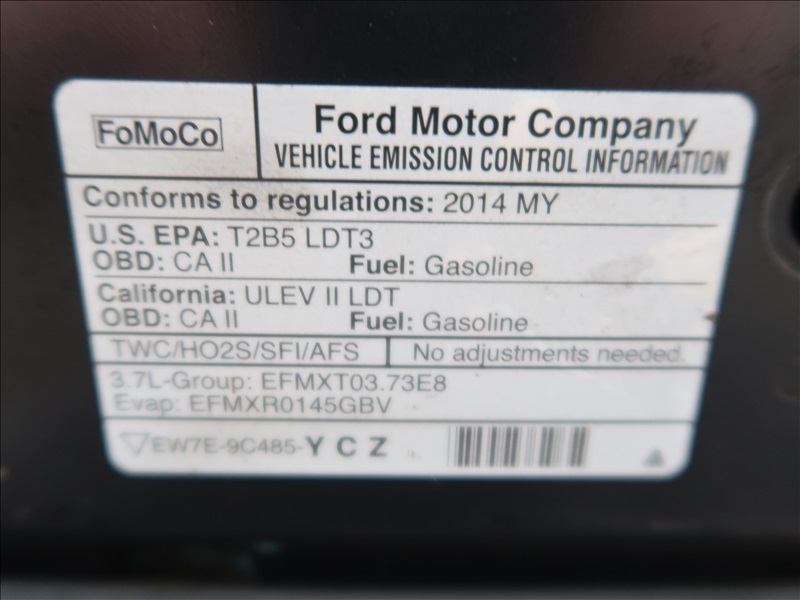 FoMoCo
Ford Motor Company
VEHICLE EMISSION CONTROL INFORMATION
Conforms to regulations: 2014 MY
U.S. EPA: T2B5 LDT3
OBD: CA II Fuel: Gasoline
California: ULEV II LDT
OBD: CA II Fuel: Gasoline
TWC/HO2S/SFI/AFS No adjustments needed.
3.7L-Group: EFMXT03.73E8
Evap: EFMXR0145GBV
EW7E-9C485-Y C Z